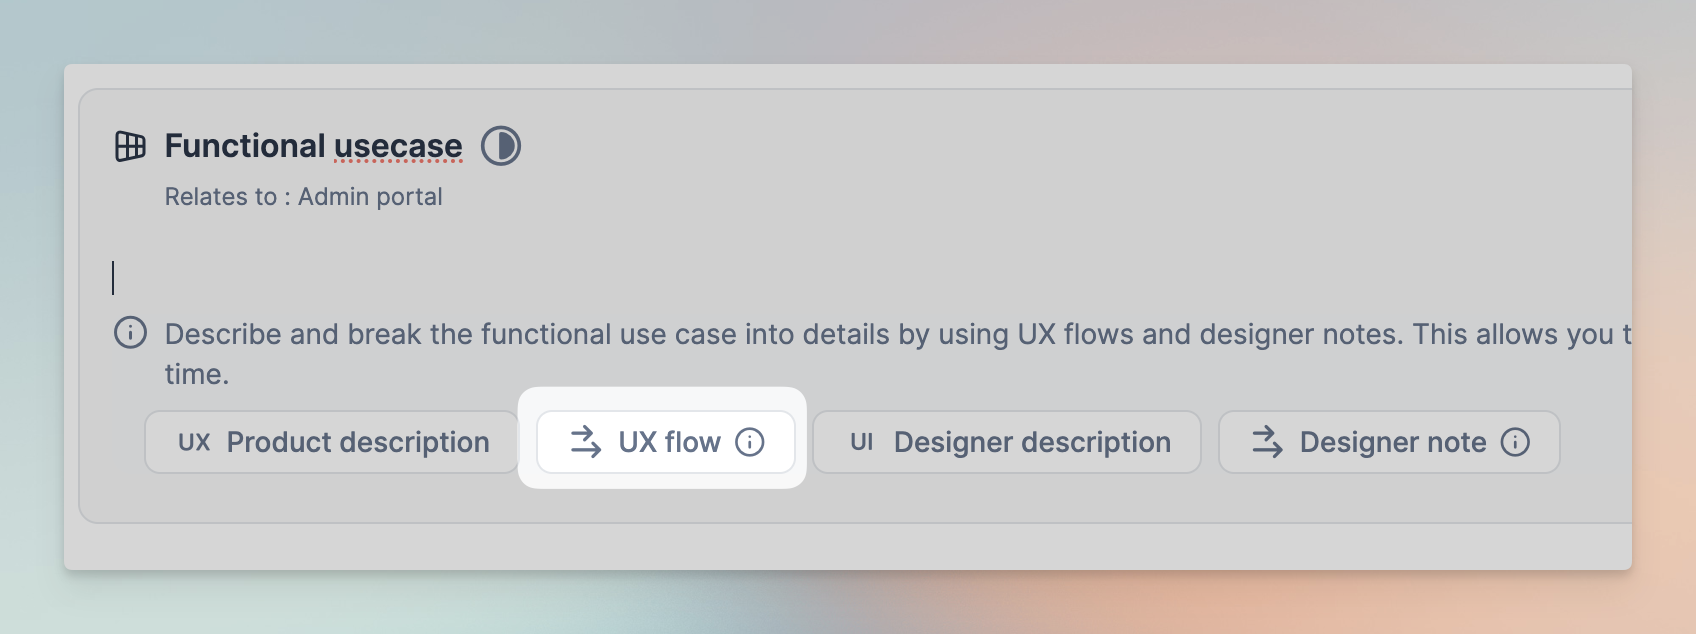 Functional usecase
Relates to : Admin portal
Describe and break the functional use case into details by using UX flows and designer notes. This allows you t
time.
UX Product description UX flow UI Designer description Designer note